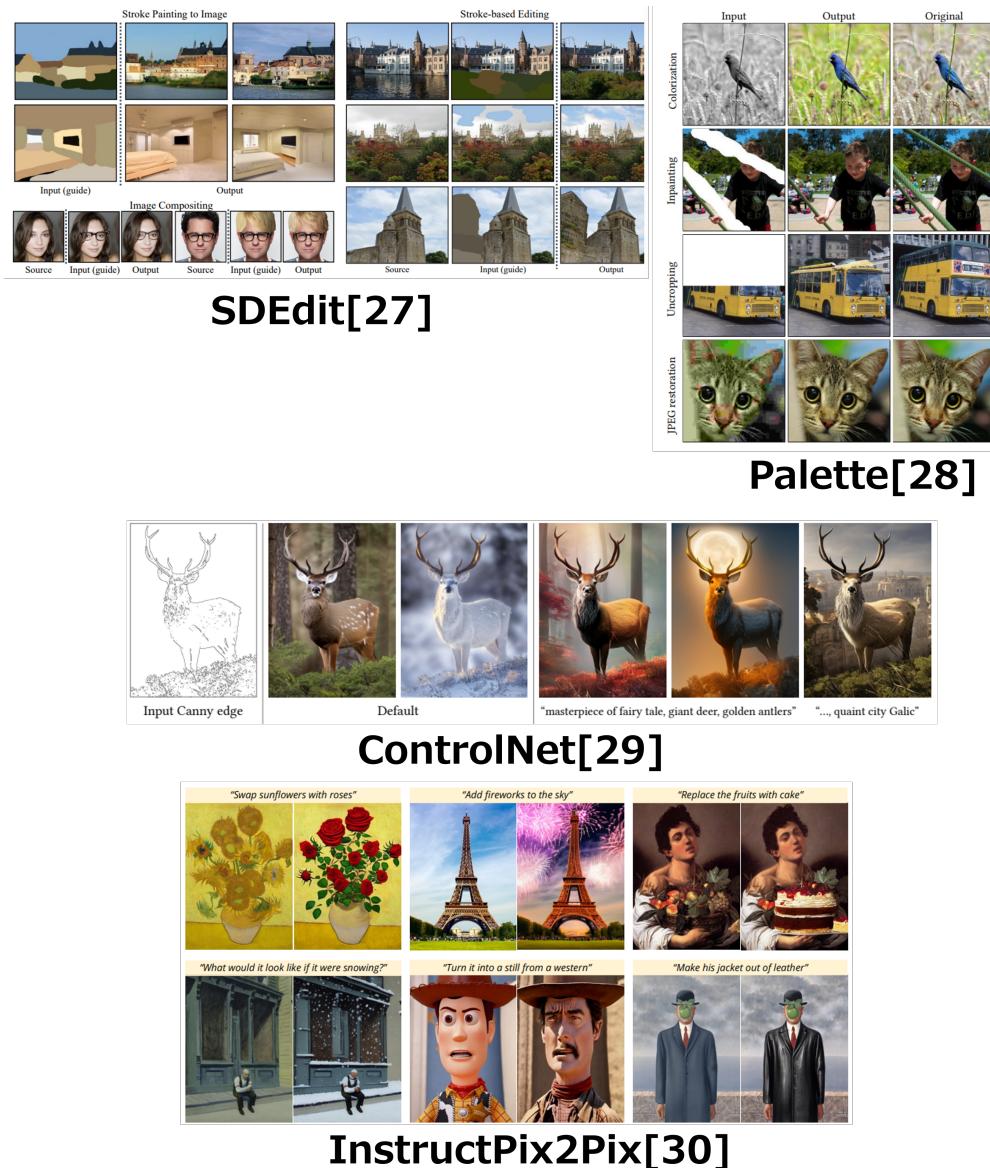 Stroke Painting to Image
Stroke-based Editing
Input (guide)
Output
Image Compositing
Source
Input (guide)
Output
Source
Input (guide)
Output
Source
Input (guide)
Output
SDEdit[27]
Input
Output
Original
Colorization
Inpainting
Uncropping
JPEG restoration
Palette[28]
Input Canny edge
Default
“masterpiece of fairy tale, giant deer, golden antlers”
“…, quaint city Galic”
ControlNet[29]
“Swap sunflowers with roses”
“Add fireworks to the sky”
“Replace the fruits with cake”
“What would it look like if it were snowing?”
“Turn it into a still from a western”
“Make his jacket out of leather”
InstructPix2Pix[30]